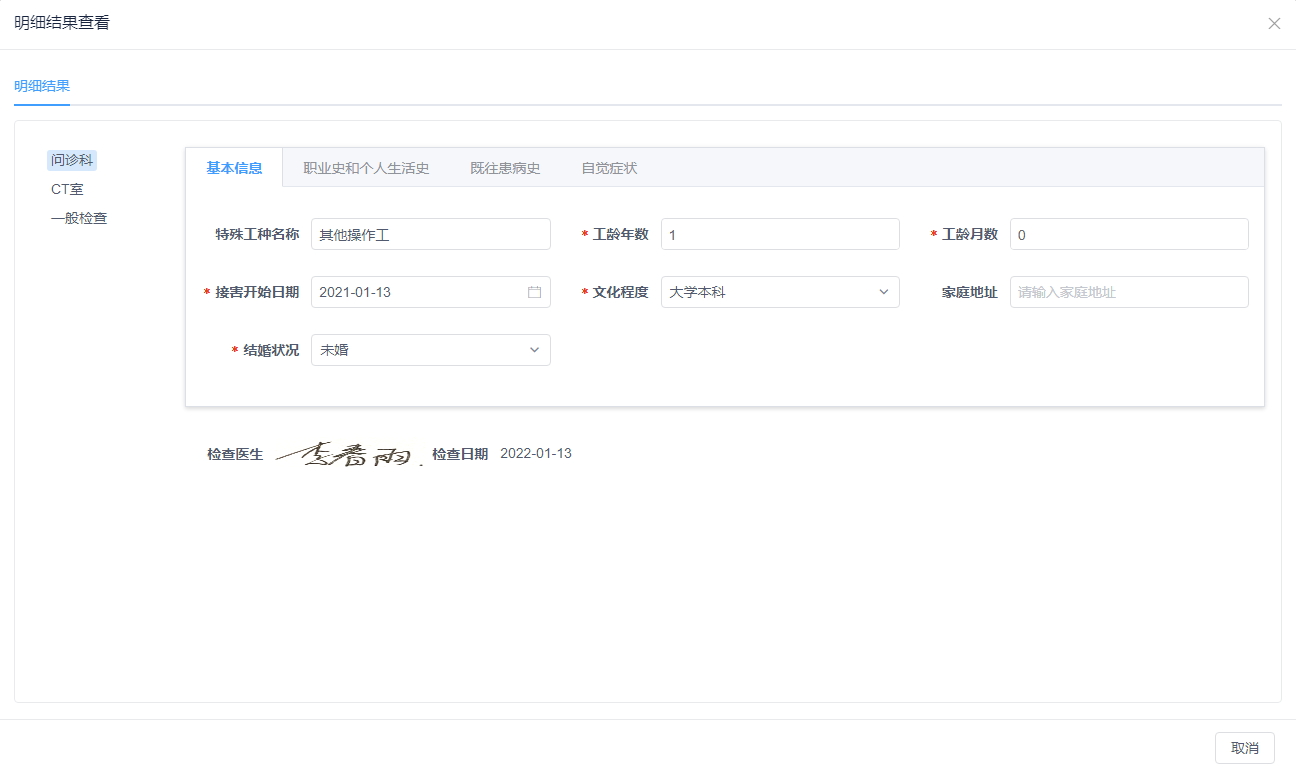 明细结果查看
明细结果
问诊科
CT室
一般检查
基本信息 职业史和个人生活史 既往患病史 自觉症状
特殊工种名称 其他操作工 * 工龄年数 1 * 工龄月数 0
* 接害开始日期 2021-01-13 * 文化程度 大学本科 家庭地址 请输入家庭地址
* 结婚状况 未婚
检查医生 检查日期 2022-01-13
取消